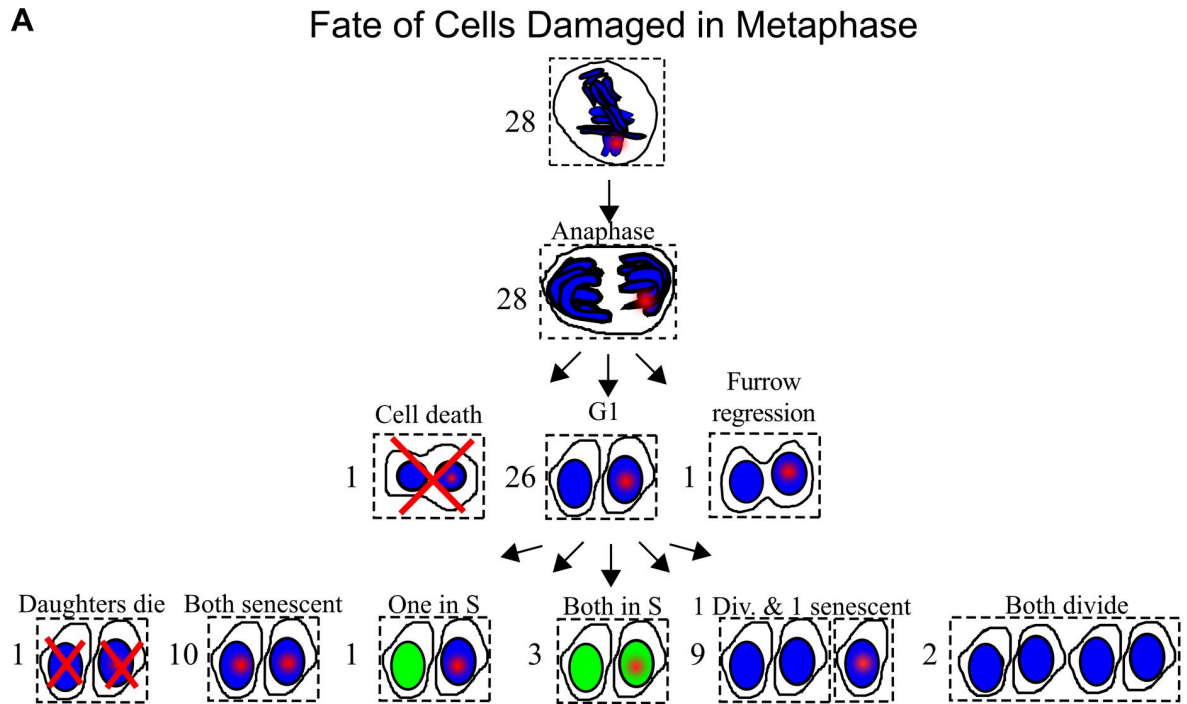 A
Fate of Cells Damaged in Metaphase
28
Anaphase
28
Cell death
G1
Furrow
regression
1
26
1
Daughters die
Both senescent
One in S
Both in S
1 Div. & 1 senescent
Both divide
1
10
1
3
9
2